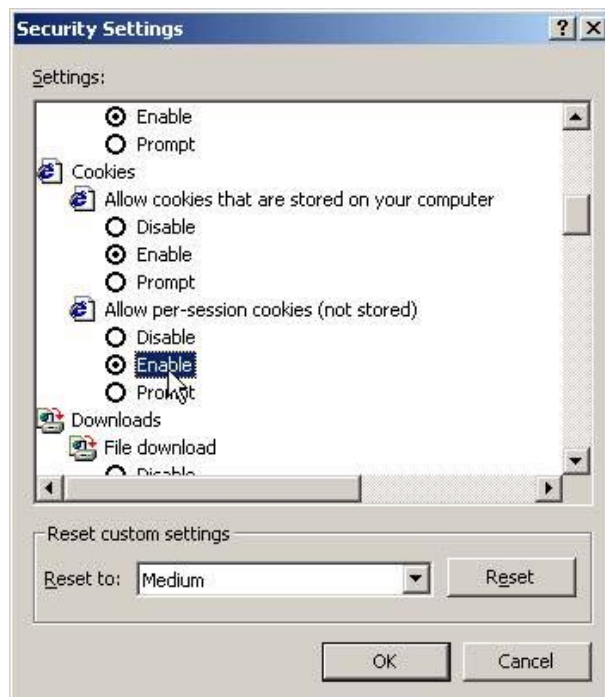 Security Settings
Settings:
Enable
Prompt
Cookies
Allow cookies that are stored on your computer
Disable
Enable
Prompt
Allow per-session cookies (not stored)
Disable
Enable
Prompt
Downloads
File download
Disable
Reset custom settings
Reset to: Medium Reset
OK Cancel